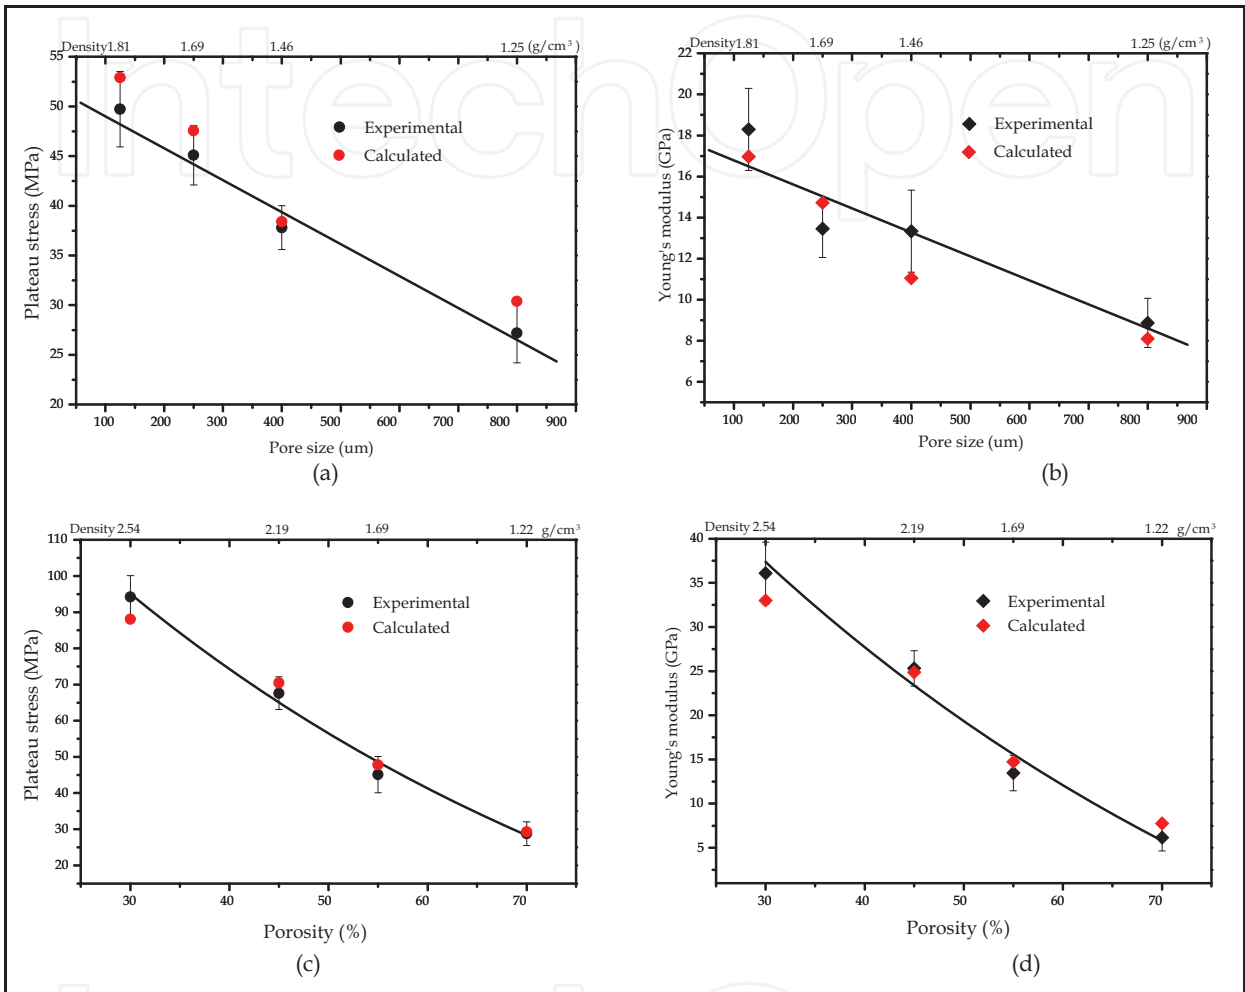 IntechOpen
Density 1.81 1.69 1.46 1.25 (g/cm³)
55
50
45
40
35
30
25
20
Plateau stress (MPa)
Experimental
Calculated
100 200 300 400 500 600 700 800 900
Pore size (um)
(a)
Density 1.81 1.69 1.46 1.25 (g/cm³)
22
20
18
16
14
12
10
8
6
Young's modulus (GPa)
Experimental
Calculated
100 200 300 400 500 600 700 800 900
Pore size (um)
(b)
Density 2.54 2.19 1.69 1.22 g/cm³
110
100
90
80
70
60
50
40
30
20
Plateau stress (MPa)
Experimental
Calculated
30 40 50 60 70
Porosity (%)
(c)
Density 2.54 2.19 1.69 1.22 g/cm³
40
35
30
25
20
15
10
5
Young's modulus (GPa)
Experimental
Calculated
30 40 50 60 70
Porosity (%)
(d)